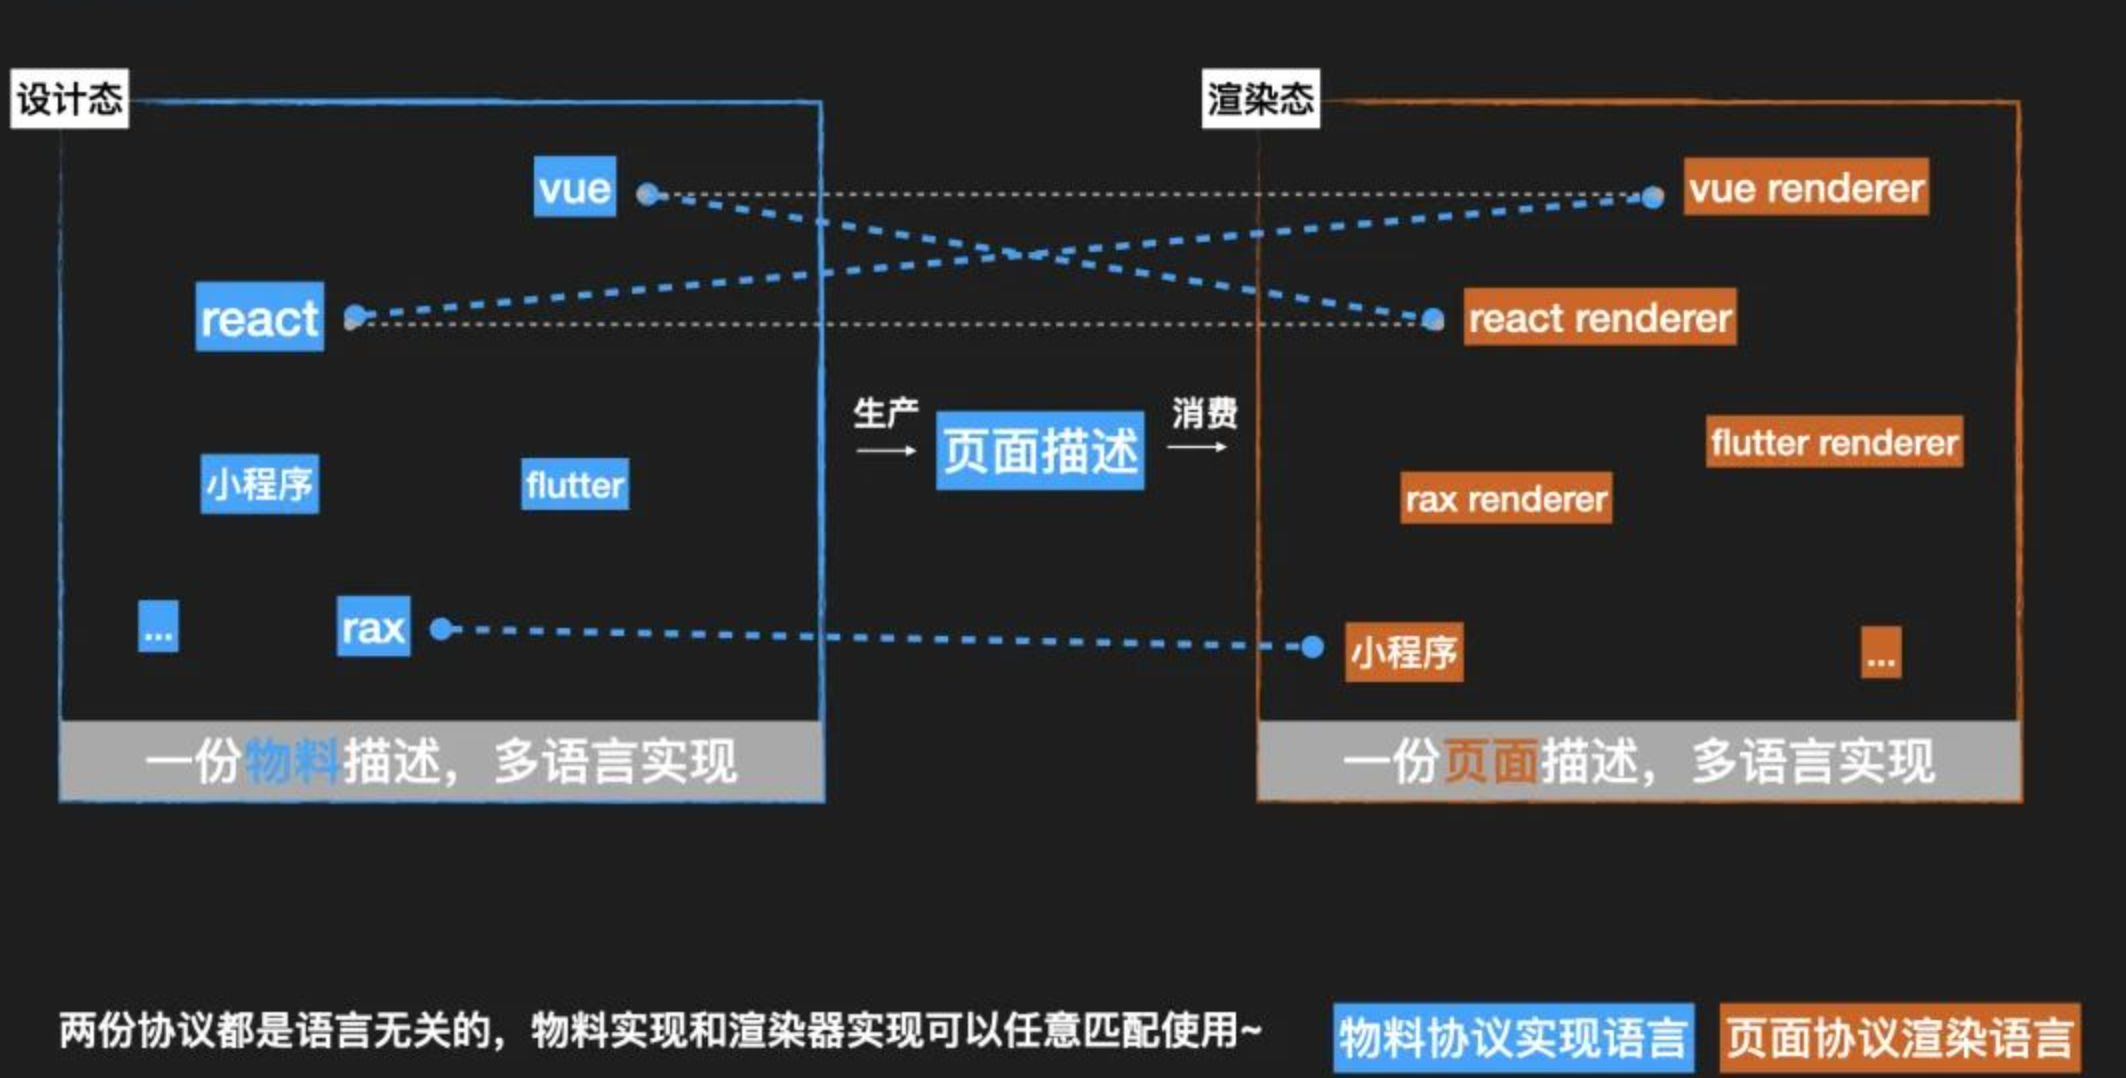 设计态
vue
react
小程序
flutter
...
rax
一份物料描述，多语言实现
生产
页面描述
消费
渲染态
vue renderer
react renderer
flutter renderer
rax renderer
小程序
...
一份页面描述，多语言实现
两份协议都是语言无关的，物料实现和渲染器实现可以任意匹配使用~
物料协议实现语言
页面协议渲染语言